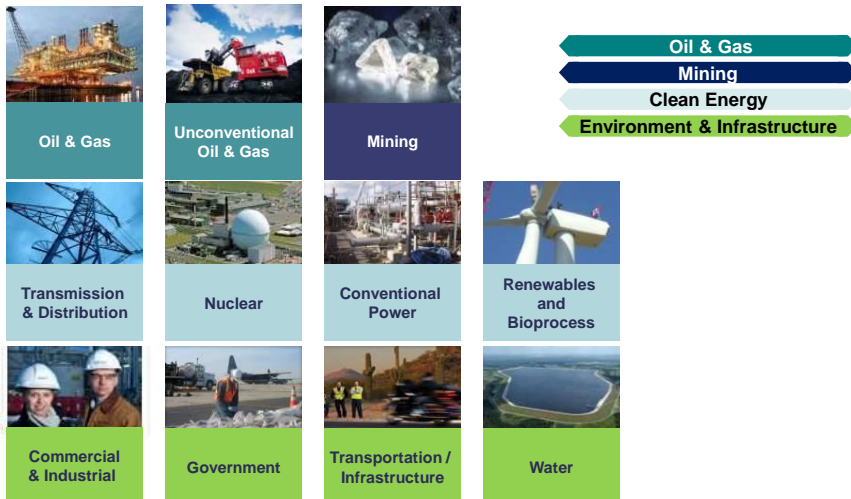 Oil & Gas
Mining
Clean Energy
Environment & Infrastructure
Oil & Gas
Unconventional
Oil & Gas
Mining
Transmission
& Distribution
Nuclear
Conventional
Power
Renewables
and
Bioprocess
Commercial
& Industrial
Government
Transportation /
Infrastructure
Water